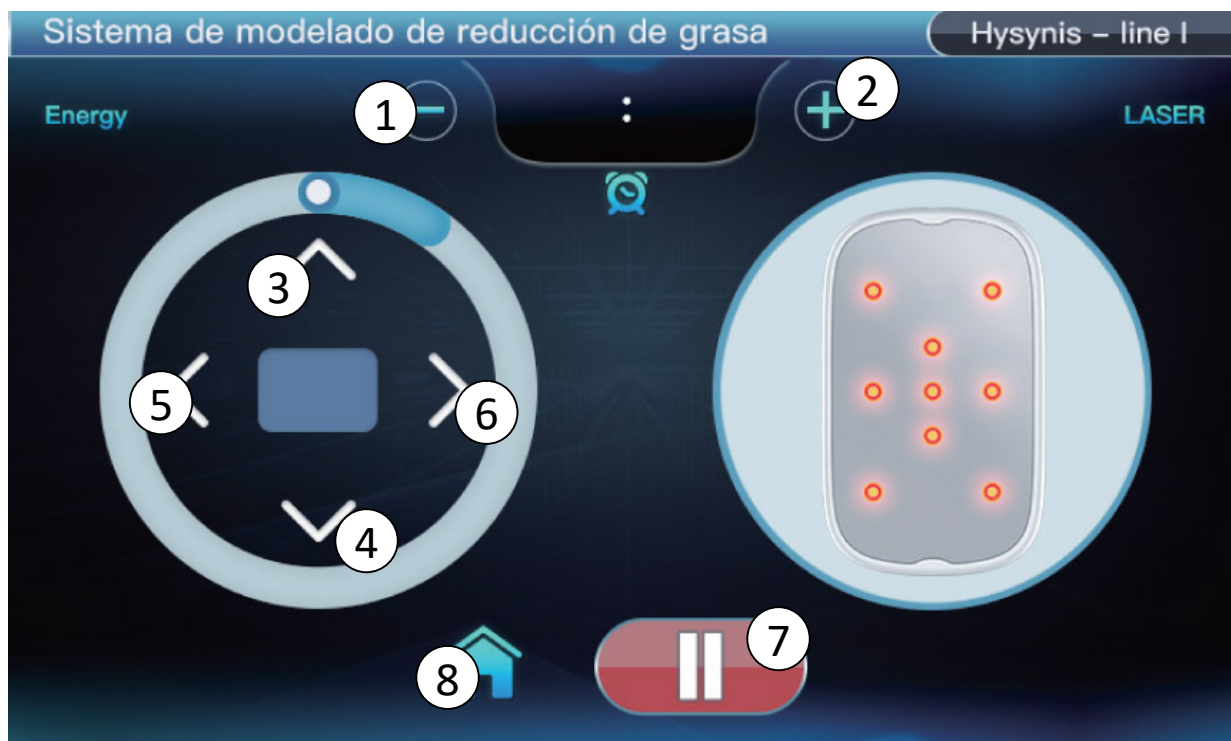 Sistema de modelado de reducción de grasa
Hysynis – line I
Energy
1
:
2
LASER
3
5
6
4
7
8